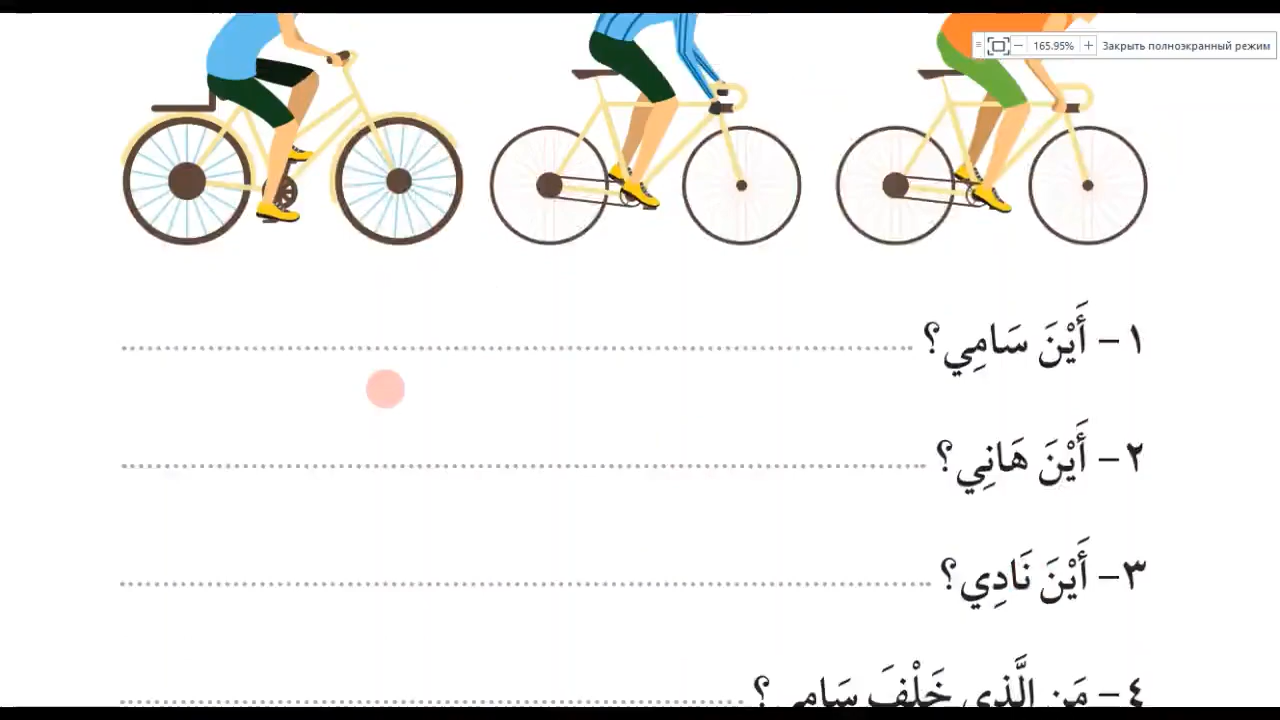 165.95% Закрыть полноэкранный режим
١ – أَيْنَ سَامِي؟
٢ – أَيْنَ هَانِي؟
٣ – أَيْنَ نَادِي؟
٤ – مَنِ الَّذِي خَلْفَ سَامِي؟